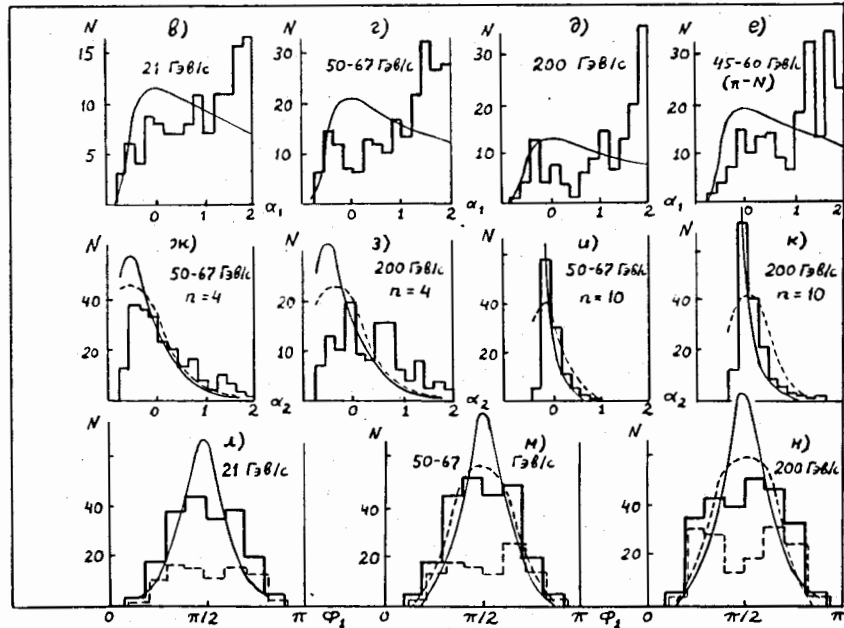 N в) 21 Гэв/с
15
10
5
0 1 2 α₁
N г) 50-67 Гэв/с
30
20
10
0 1 2 α₁
N д) 200 Гэв/с
30
20
10
0 1 2 α₁
N е) 45-60 Гэв/с
(π-N)
30
20
10
0 1 2
N ж) 50-67 Гэв/с
n=4
40
20
0 1 2 α₂
N з) 200 Гэв/с
n=4
20
10
0 1 2 α₂
N и) 50-67 Гэв/с
n=10
40
20
0 1 α₂
N к) 200 Гэв/с
n=10
40
20
0 1 2
N л) 21 Гэв/с
40
20
0 π/2 π φ₁
N м) 50-67 Гэв/с
40
20
0 π/2 π φ₁
N н) 200 Гэв/с
40
20
0 π/2 π